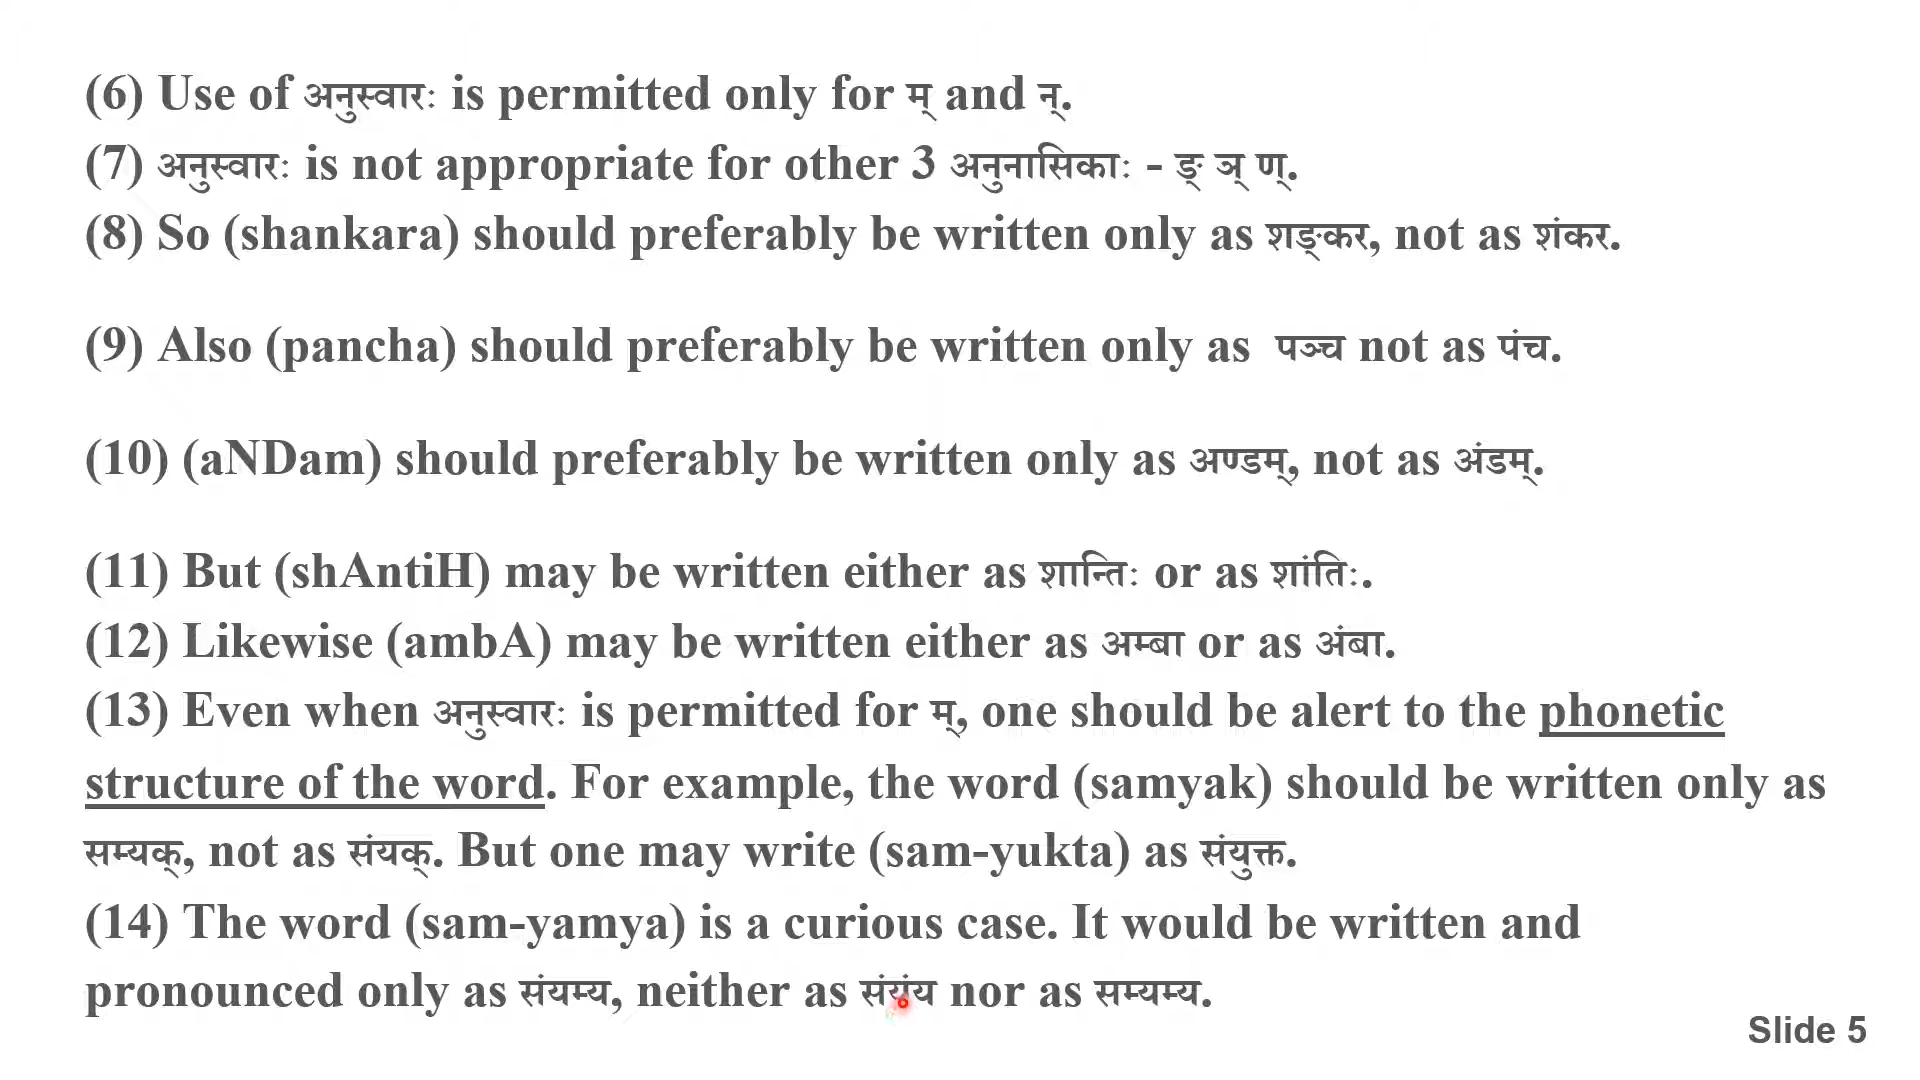 (6) Use of अनुस्वारः is permitted only for म् and न्.
(7) अनुस्वारः is not appropriate for other 3 अनुनासिकाः - ङ् ञ् ण्.
(8) So (shankara) should preferably be written only as शङ्कर, not as शंकर.
(9) Also (pancha) should preferably be written only as पञ्च not as पंच.
(10) (aNDam) should preferably be written only as अण्डम्, not as अंडम्.
(11) But (shAntiH) may be written either as शान्तिः or as शांतिः.
(12) Likewise (ambA) may be written either as अम्बा or as अंबा.
(13) Even when अनुस्वारः is permitted for म्, one should be alert to the phonetic
structure of the word. For example, the word (samyak) should be written only as
सम्यक्, not as संयक्. But one may write (sam-yukta) as संयुक्त.
(14) The word (sam-yamya) is a curious case. It would be written and
pronounced only as संयम्य, neither as संयंय nor as सम्यम्य.
Slide 5